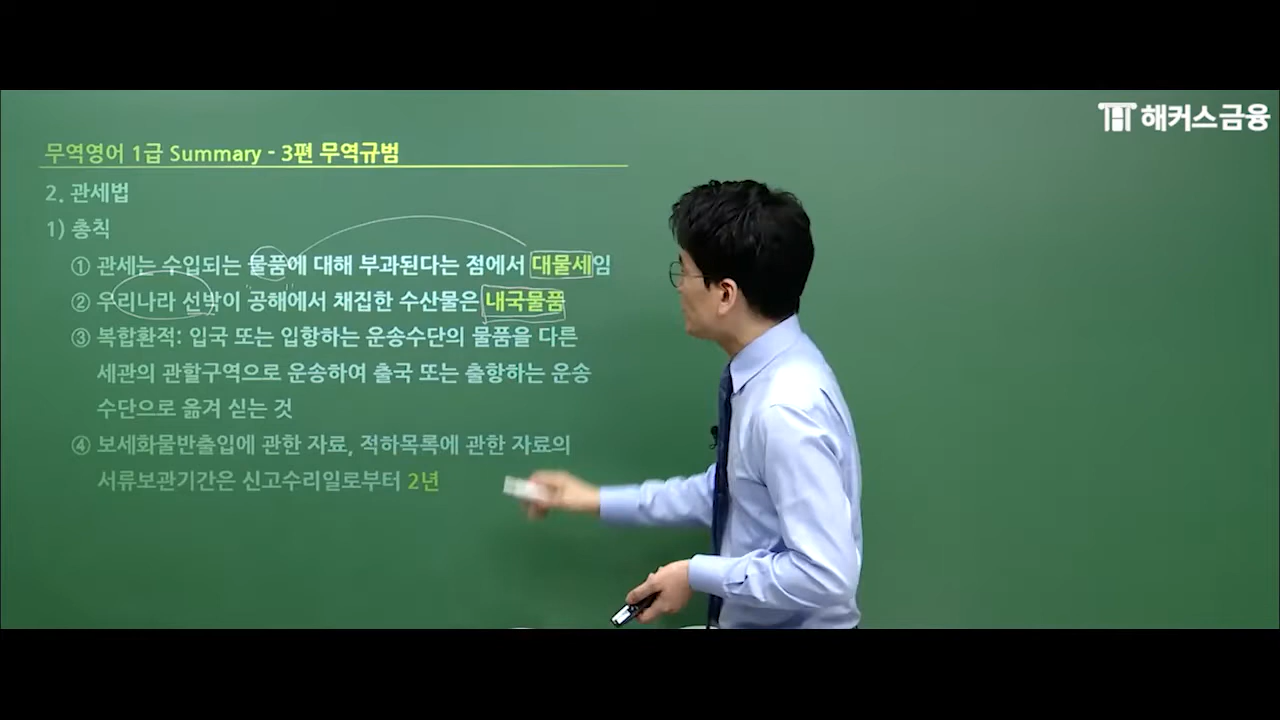 해커스금융
무역영어 1급 Summary - 3편 무역규범
2. 관세법
1) 총칙
① 관세는 수입되는 물품에 대해 부과된다는 점에서 대물세임
② 우리나라 선박이 공해에서 채집한 수산물은 내국물품
③ 복합환적: 입국 또는 입항하는 운송수단의 물품을 다른
세관의 관할구역으로 운송하여 출국 또는 출항하는 운송
수단으로 옮겨 싣는 것
④ 보세화물반출입에 관한 자료, 적하목록에 관한 자료의
서류보관기간은 신고수리일로부터 2년